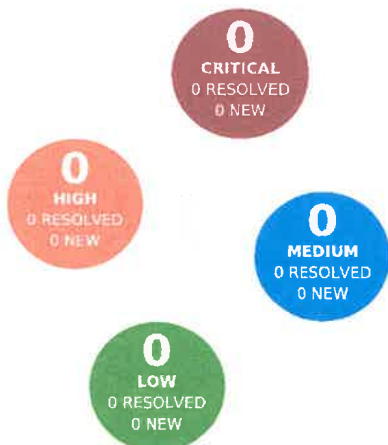 0
CRITICAL
0 RESOLVED
0 NEW
0
HIGH
0 RESOLVED
0 NEW
0
MEDIUM
0 RESOLVED
0 NEW
0
LOW
0 RESOLVED
0 NEW